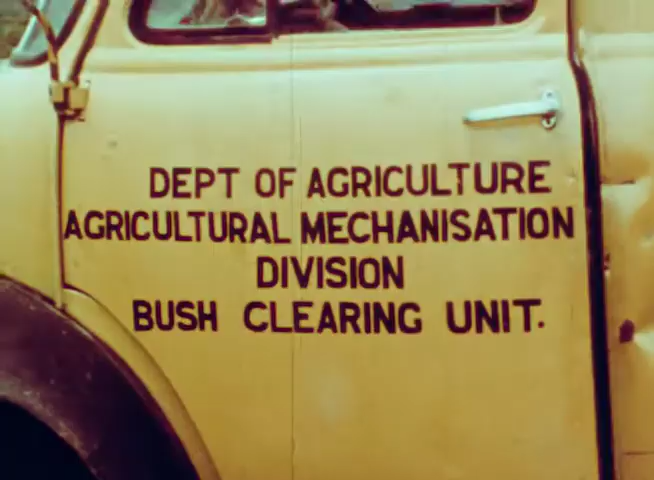 DEPT OF AGRICULTURE
AGRICULTURAL MECHANISATION
DIVISION
BUSH CLEARING UNIT.